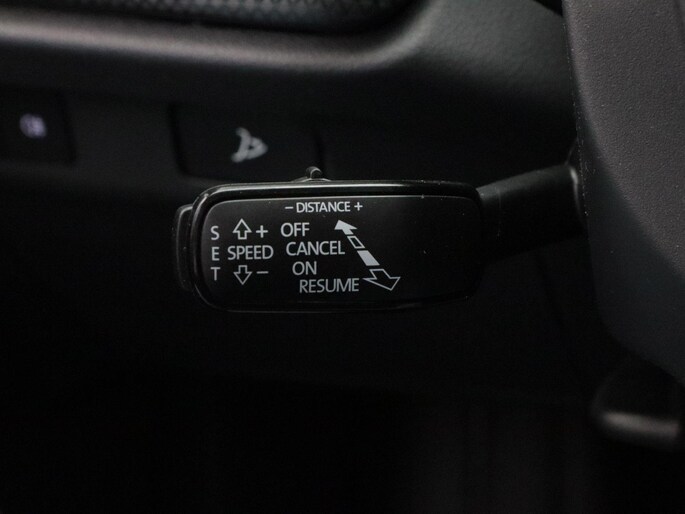 − DISTANCE +
S + OFF
E SPEED CANCEL
T − ON
RESUME